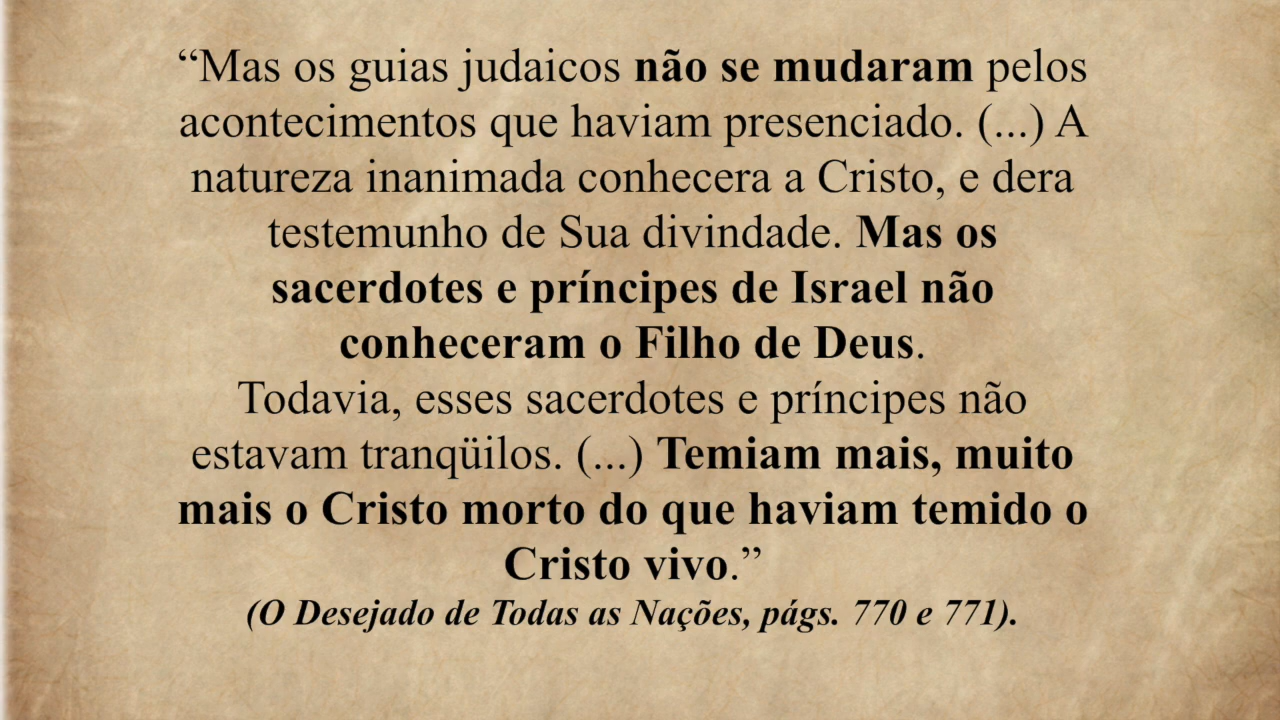 “Mas os guias judaicos não se mudaram pelos
acontecimentos que haviam presenciado. (...) A
natureza inanimada conhecera a Cristo, e dera
testemunho de Sua divindade. Mas os
sacerdotes e príncipes de Israel não
conheceram o Filho de Deus.
Todavia, esses sacerdotes e príncipes não
estavam tranqüilos. (...) Temiam mais, muito
mais o Cristo morto do que haviam temido o
Cristo vivo.”
(O Desejado de Todas as Nações, págs. 770 e 771).